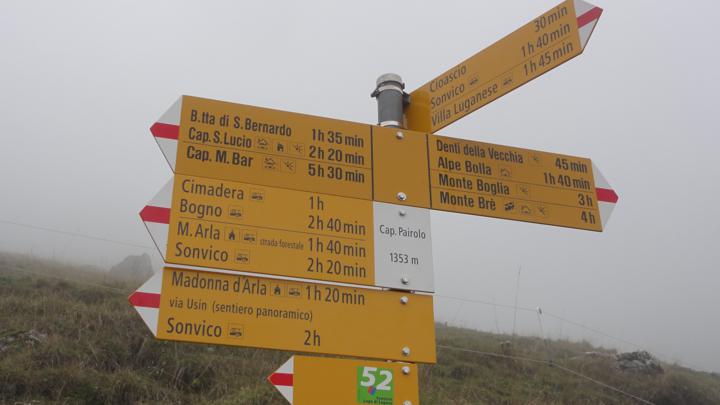 Cioascio 30 min
Sonvico 1h 40 min
Villa Luganese 1h 45 min
B.tta di S.Bernardo 1h 35 min
Cap. S.Lucio 2h 20 min
Cap. M. Bar 5h 30 min
Denti della Vecchia 45 min
Alpe Bolla 1h 40 min
Monte Boglia 3h
Monte Brè 4h
Cimadera 1h
Bogno 2h 40 min
M. Arla strada forestale 1h 40 min
Sonvico 2h 20 min
Cap. Pairolo
1353 m
Madonna d'Arla 1h 20 min
via Usin (sentiero panoramico)
Sonvico 2h
52